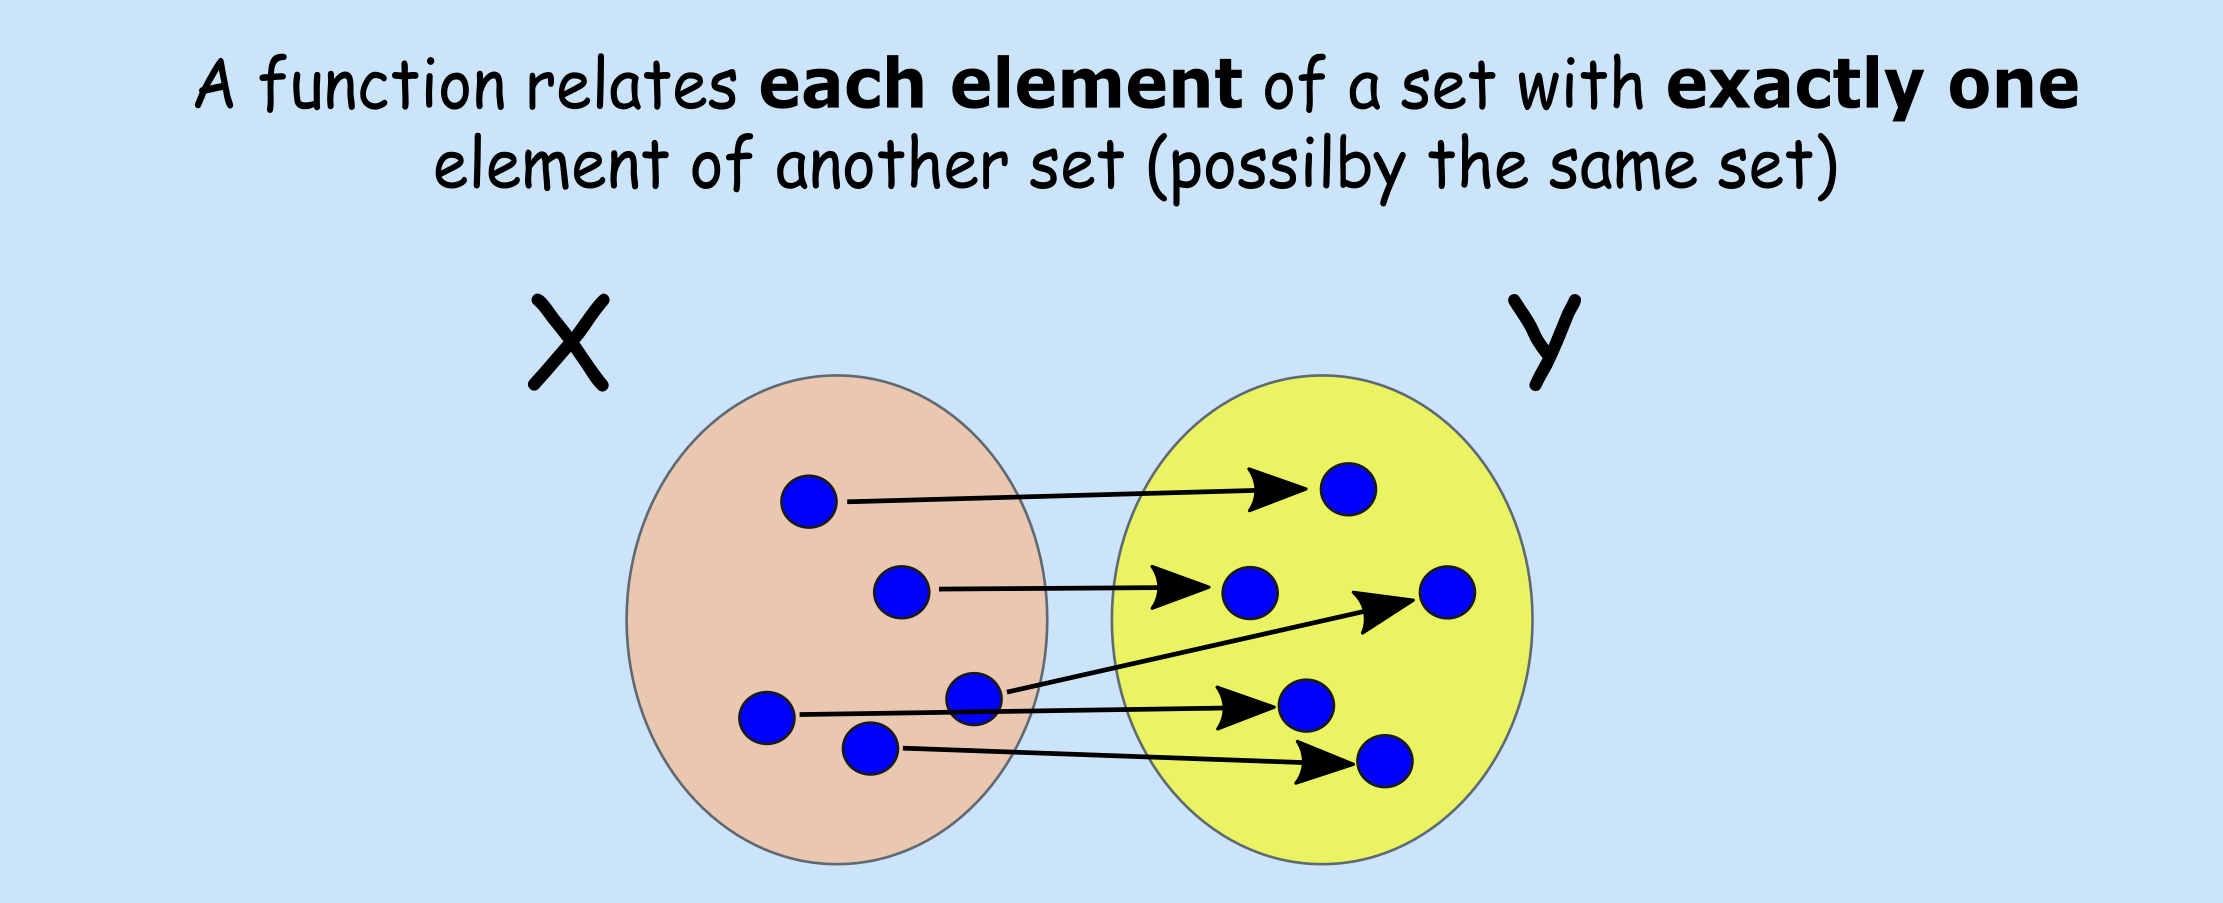 A function relates each element of a set with exactly one
element of another set (possilby the same set)
X
Y